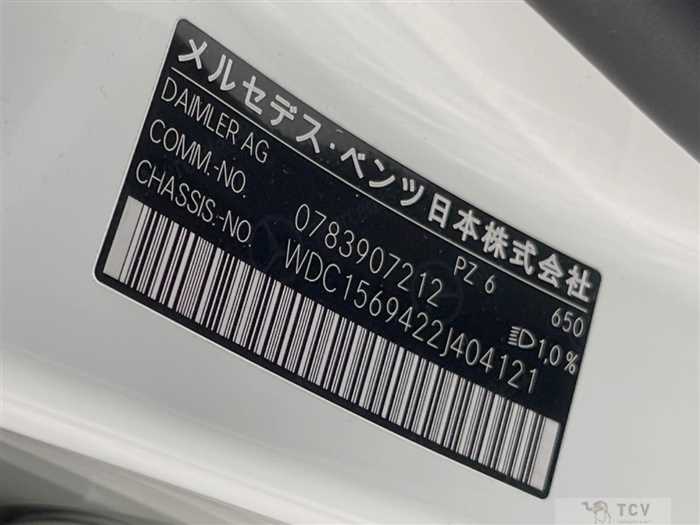 メルセデス・ベンツ日本株式会社
DAIMLER AG PZ 6 650
COMM.-NO. 0783907212 1,0 %
CHASSIS.-NO. WDC1569422J404121
TCV